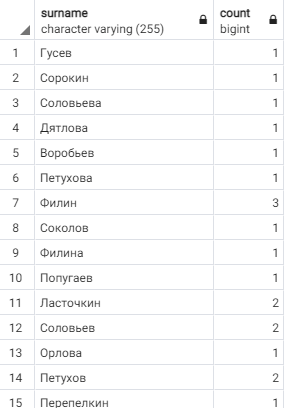 surname character varying (255) count bigint
1 Гусев 1
2 Сорокин 1
3 Соловьева 1
4 Дятлова 1
5 Воробьев 1
6 Петухова 1
7 Филин 3
8 Соколов 1
9 Филина 1
10 Попугаев 1
11 Ласточкин 2
12 Соловьев 2
13 Орлова 1
14 Петухов 2
15 Перепелкин 1